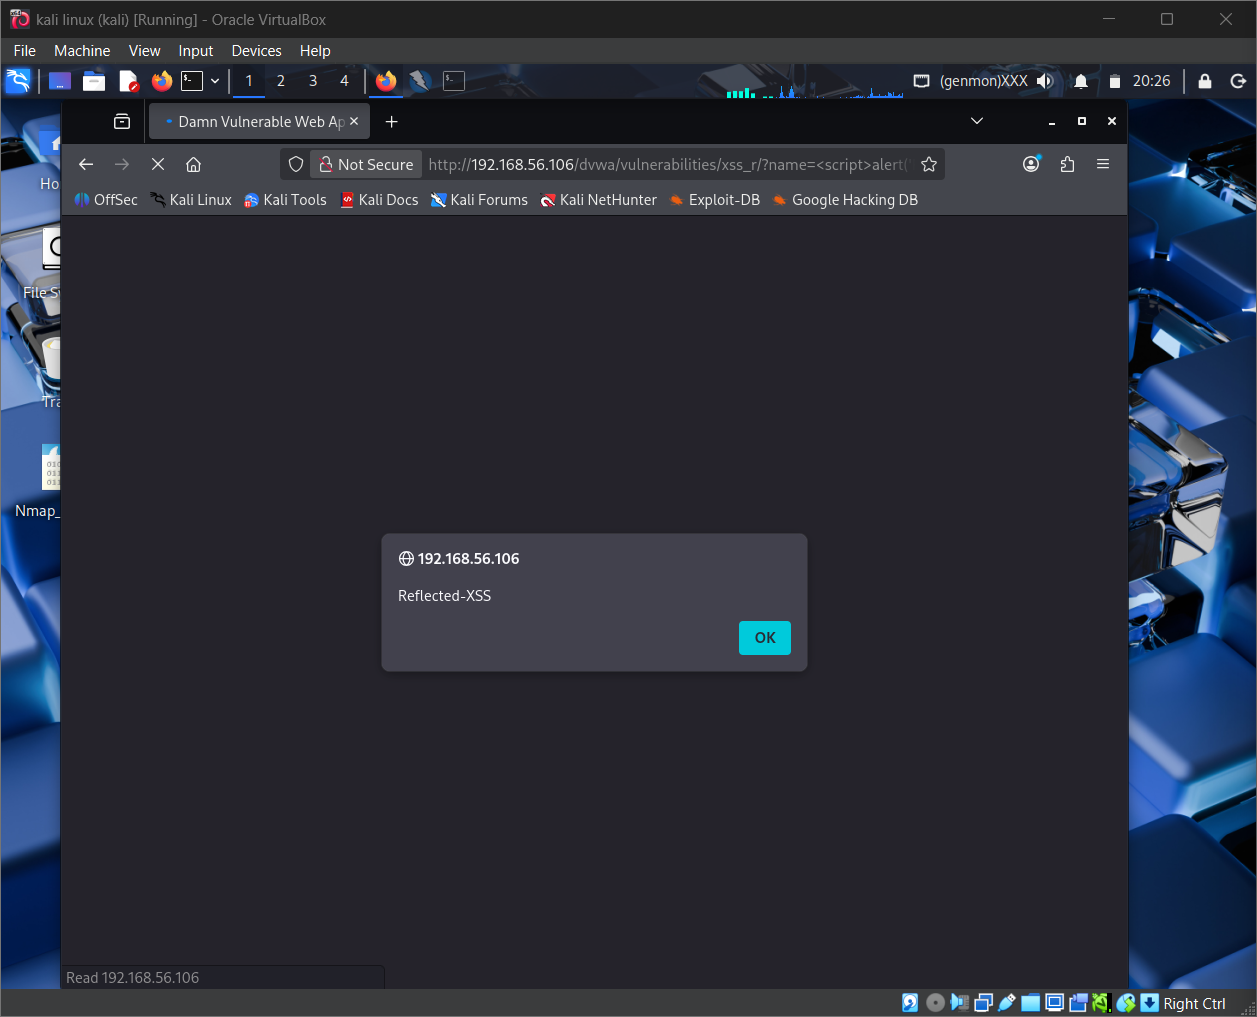 kali linux (kali) [Running] - Oracle VirtualBox
File Machine View Input Devices Help
1 2 3 4 (genmon)XXX 20:26
Damn Vulnerable Web Ap
Not Secure http://192.168.56.106/dvwa/vulnerabilities/xss_r/?name=<script>alert(
OffSec Kali Linux Kali Tools Kali Docs Kali Forums Kali NetHunter Exploit-DB Google Hacking DB
Ho
File S
Tra
Nmap_
192.168.56.106
Reflected-XSS
OK
Read 192.168.56.106
Right Ctrl